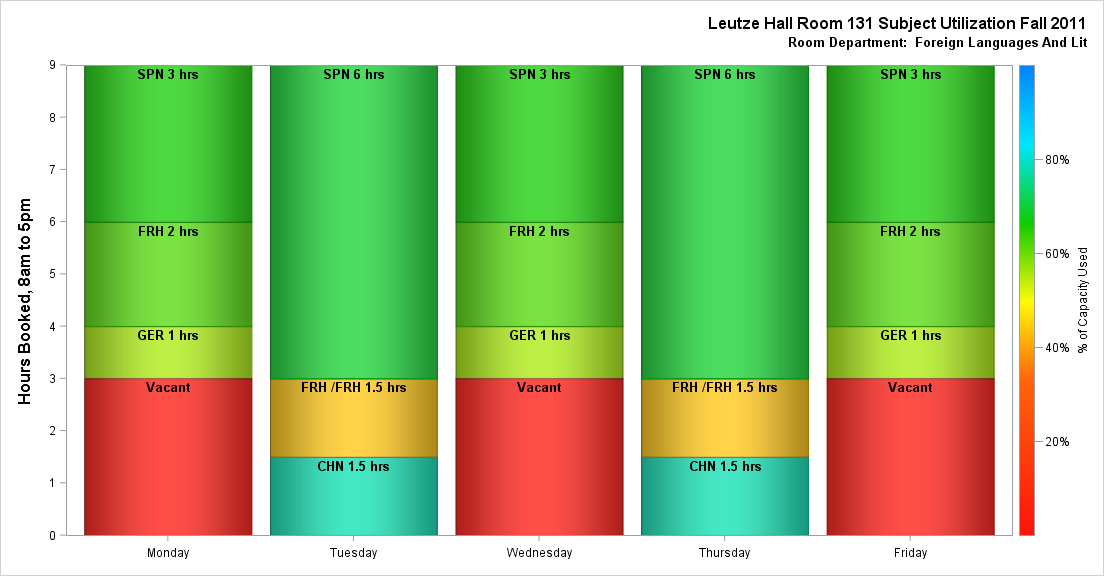 Leutze Hall Room 131 Subject Utilization Fall 2011
Room Department:  Foreign Languages And Lit
Hours Booked, 8am to 5pm
9
8
7
6
5
4
3
2
1
0
SPN 3 hrs
FRH 2 hrs
GER 1 hrs
Vacant
SPN 6 hrs
FRH /FRH 1.5 hrs
CHN 1.5 hrs
SPN 3 hrs
FRH 2 hrs
GER 1 hrs
Vacant
SPN 6 hrs
FRH /FRH 1.5 hrs
CHN 1.5 hrs
SPN 3 hrs
FRH 2 hrs
GER 1 hrs
Vacant
Monday
Tuesday
Wednesday
Thursday
Friday
80%
60%
40%
20%
% of Capacity Used